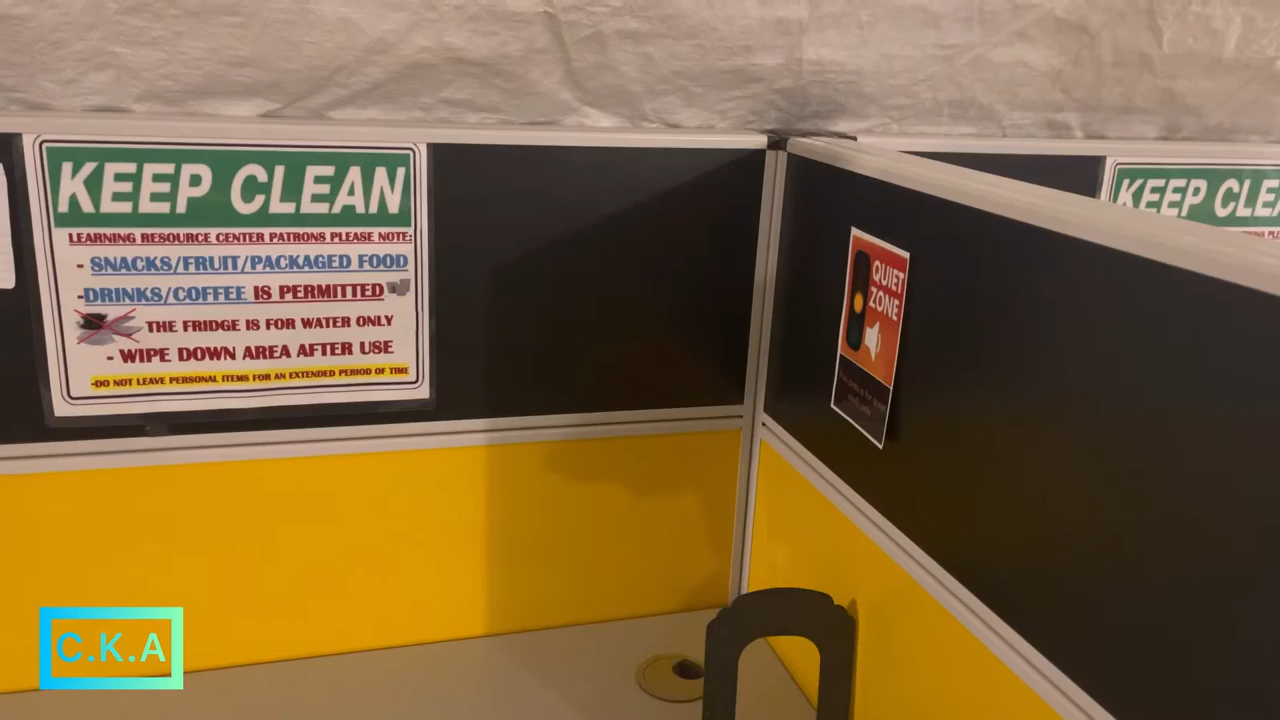 KEEP CLEAN
LEARNING RESOURCE CENTER PATRONS PLEASE NOTE:
- SNACKS/FRUIT/PACKAGED FOOD
-DRINKS/COFFEE IS PERMITTED
THE FRIDGE IS FOR WATER ONLY
- WIPE DOWN AREA AFTER USE
-DO NOT LEAVE PERSONAL ITEMS FOR AN EXTENDED PERIOD OF TIME
QUIET
ZONE
KEEP CLEA
C.K.A